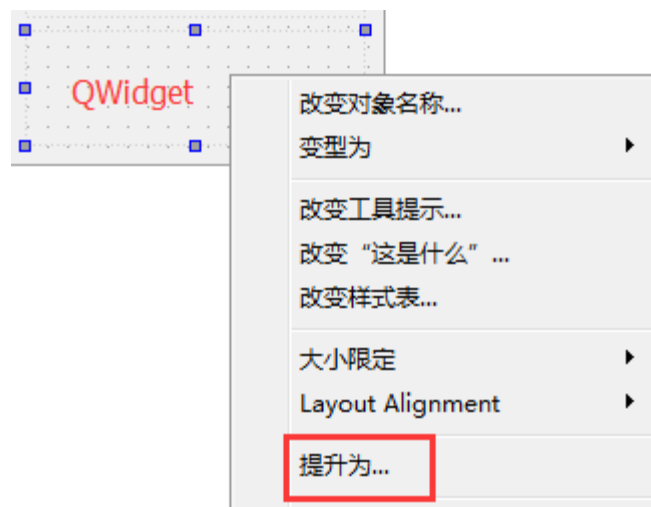 QWidget
改变对象名称...
变型为
改变工具提示...
改变“这是什么”...
改变样式表...
大小限定
Layout Alignment
提升为...